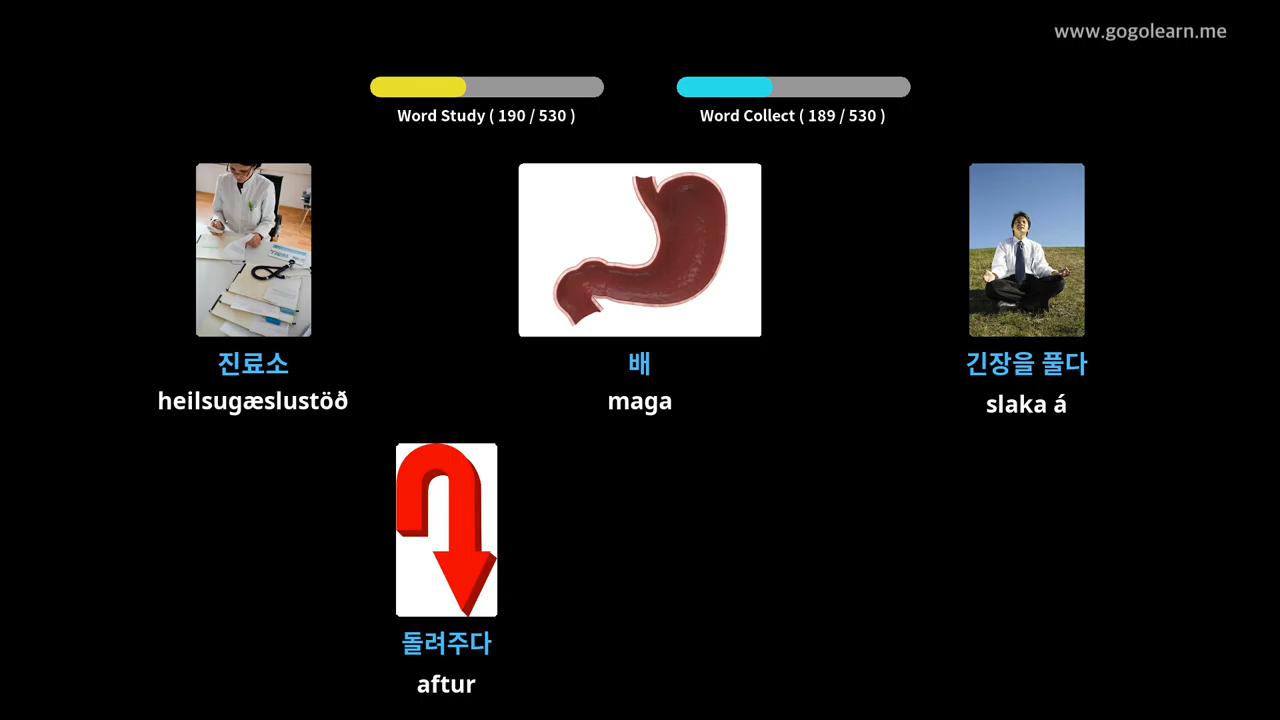 www.gogolearn.me
Word Study ( 190 / 530 )
Word Collect ( 189 / 530 )
진료소
heilsugæslustöð
배
maga
긴장을 풀다
slaka á
돌려주다
aftur